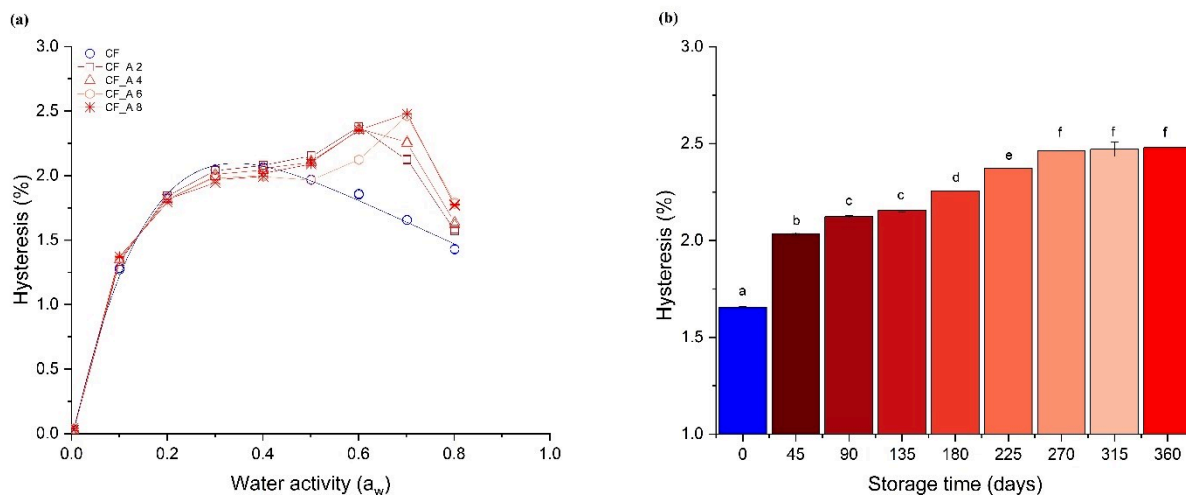 (a)
3.0
2.5
2.0
1.5
1.0
0.5
0.0
Hysteresis (%)
CF
CF_A 2
CF_A 4
CF_A 6
CF_A 8
0.0 0.2 0.4 0.6 0.8 1.0
Water activity (aw)
(b)
3.0
2.5
2.0
1.5
1.0
Hysteresis (%)
a b c c d e f f f
0 45 90 135 180 225 270 315 360
Storage time (days)